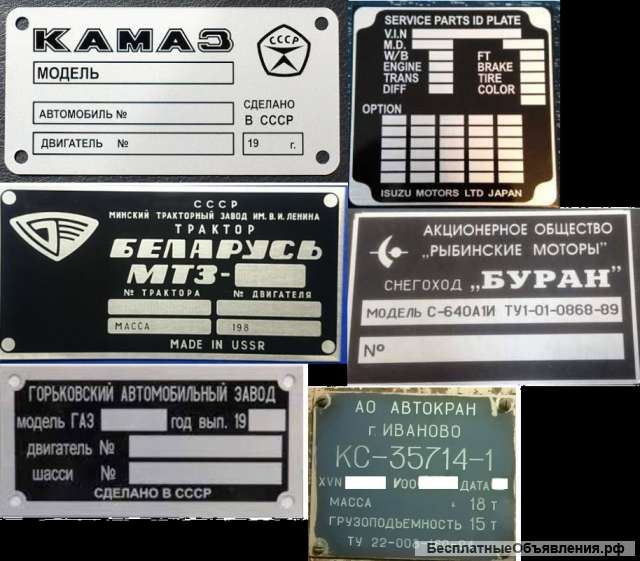 КАМАЗ
СССР
МОДЕЛЬ
АВТОМОБИЛЬ №
СДЕЛАНО
В СССР
ДВИГАТЕЛЬ №
19 г.
SERVICE PARTS ID PLATE
V.I.N
M.D.
W/B FT
ENGINE BRAKE
TRANS TIRE
DIFF COLOR
OPTION
ISUZU MOTORS LTD JAPAN
СССР
МИНСКИЙ ТРАКТОРНЫЙ ЗАВОД ИМ. В. И. ЛЕНИНА
ТРАКТОР
БЕЛАРУСЬ
МТЗ-
№ ТРАКТОРА № ДВИГАТЕЛЯ
МАССА 198
MADE IN USSR
АКЦИОНЕРНОЕ ОБЩЕСТВО
„РЫБИНСКИЕ МОТОРЫ"
СНЕГОХОД „БУРАН"
МОДЕЛЬ С-640А1И ТУ1-01-0868-89
№
ГОРЬКОВСКИЙ АВТОМОБИЛЬНЫЙ ЗАВОД
модель ГАЗ год вып. 19
двигатель №
шасси №
СДЕЛАНО В СССР
АО АВТОКРАН
г. ИВАНОВО
КС-35714-1
XVN V00 ДАТА
МАССА 18 т
ГРУЗОПОДЪЕМНОСТЬ 15 т
ТУ
БесплатныеОбъявления.рф